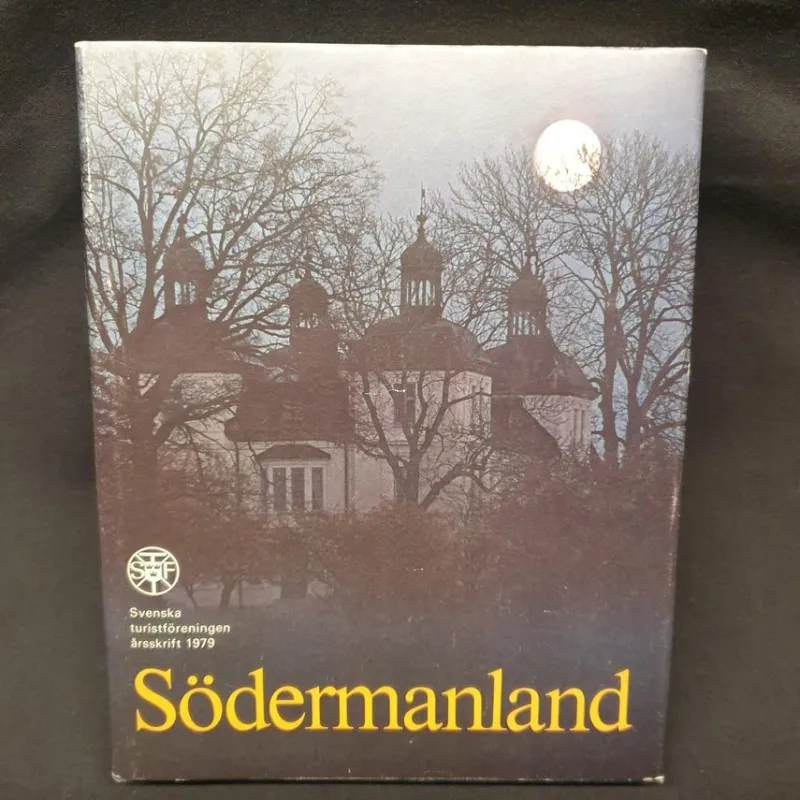 STF
Svenska
turistföreningen
årsskrift 1979
Södermanland